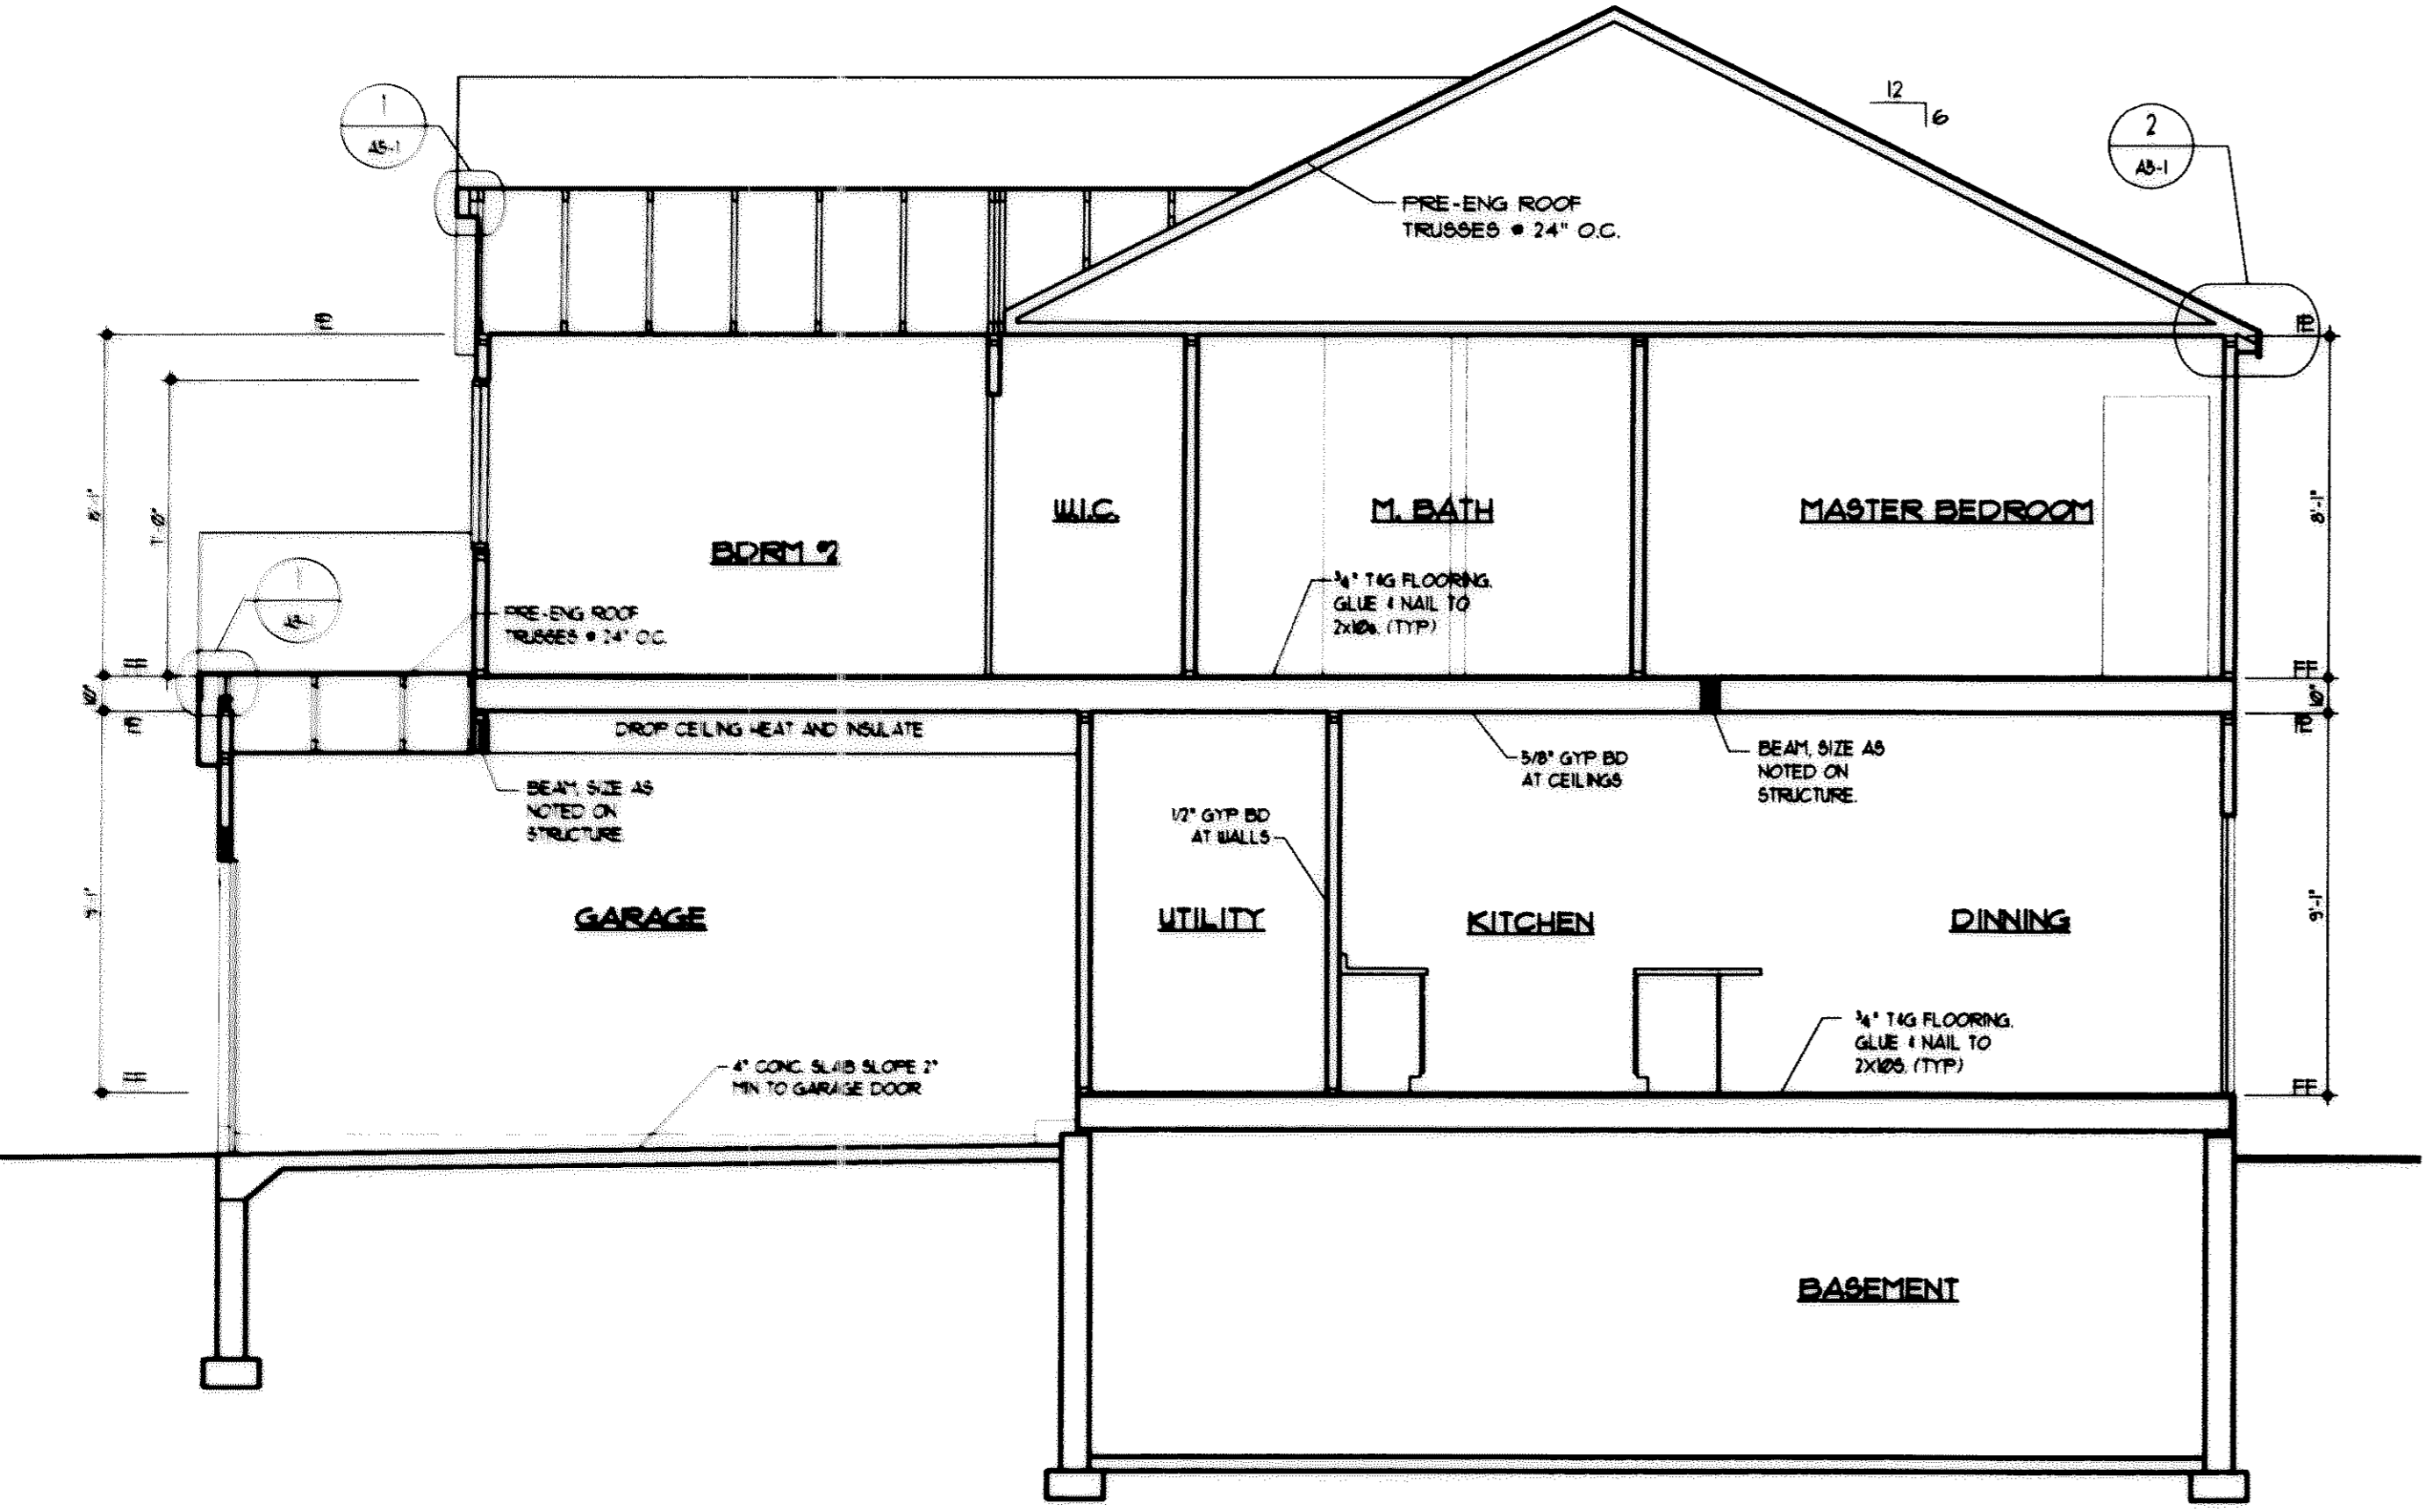 1
A5-1
12
6
2
A5-1
PRE-ENG ROOF
TRUSSES @ 24" O.C.
8'-1"
7'-0"
W.I.C.
M. BATH
MASTER BEDROOM
8'-1"
BDRM #2
3/4" T&G FLOORING.
GLUE & NAIL TO
2x10s. (TYP)
1
PRE-ENG ROOF
TRUSSES @ 24" O.C.
FF
FF
10"
10"
DROP CEILING HEAT AND INSULATE
BEAM, SIZE AS
NOTED ON
STRUCTURE.
5/8" GYP BD
AT CEILINGS
BEAM, SIZE AS
NOTED ON
STRUCTURE.
1/2" GYP BD
AT WALLS
9'-1"
GARAGE
UTILITY
KITCHEN
DINNING
9'-1"
3/4" T&G FLOORING.
GLUE & NAIL TO
2X10S. (TYP)
4" CONC. SLAB SLOPE 2"
MIN TO GARAGE DOOR
FF
FF
BASEMENT